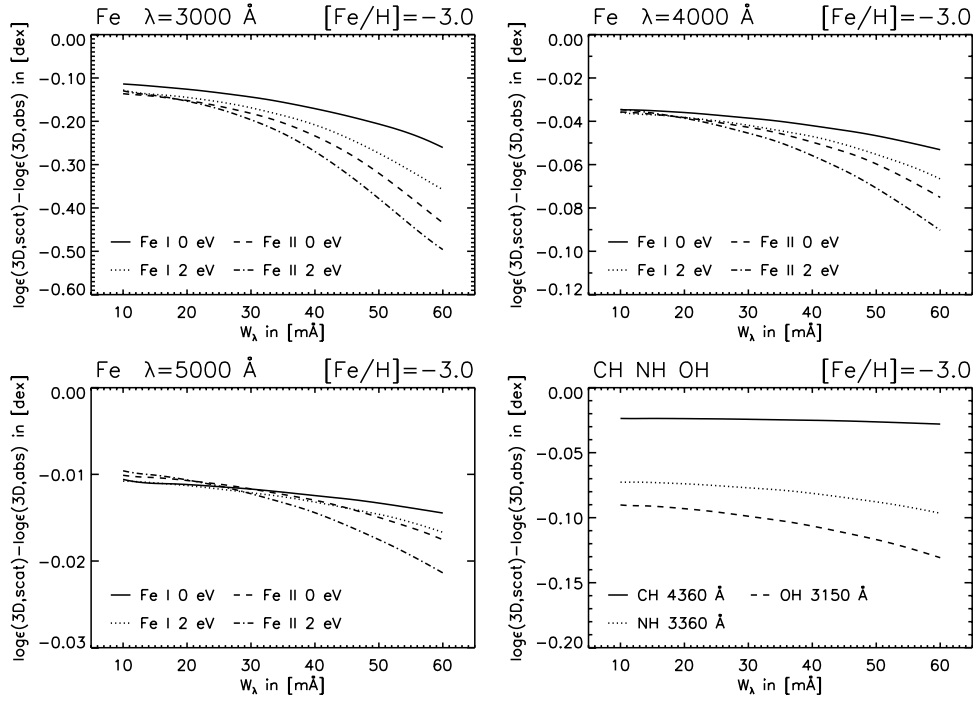 Fe λ=3000 Å [Fe/H]=−3.0
logε(3D,scat)−logε(3D,abs) in [dex]
0.00
−0.10
−0.20
−0.30
−0.40
−0.50
−0.60
Fe I 0 eV Fe II 0 eV
Fe I 2 eV Fe II 2 eV
10 20 30 40 50 60
Wλ in [mÅ]
Fe λ=4000 Å [Fe/H]=−3.0
logε(3D,scat)−logε(3D,abs) in [dex]
0.00
−0.02
−0.04
−0.06
−0.08
−0.10
−0.12
Fe I 0 eV Fe II 0 eV
Fe I 2 eV Fe II 2 eV
10 20 30 40 50 60
Wλ in [mÅ]
Fe λ=5000 Å [Fe/H]=−3.0
logε(3D,scat)−logε(3D,abs) in [dex]
0.00
−0.01
−0.02
−0.03
Fe I 0 eV Fe II 0 eV
Fe I 2 eV Fe II 2 eV
10 20 30 40 50 60
Wλ in [mÅ]
CH NH OH [Fe/H]=−3.0
logε(3D,scat)−logε(3D,abs) in [dex]
0.00
−0.05
−0.10
−0.15
−0.20
CH 4360 Å OH 3150 Å
NH 3360 Å
10 20 30 40 50 60
Wλ in [mÅ]